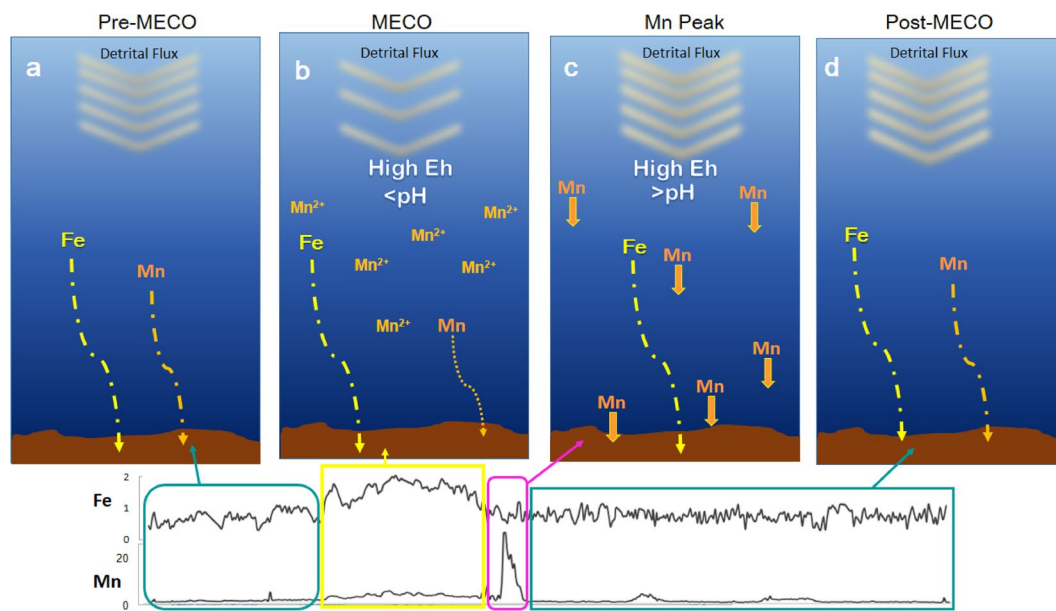 Pre-MECO
MECO
Mn Peak
Post-MECO
a
Detrital Flux
Fe
Mn
b
Detrital Flux
High Eh
<pH
Mn²⁺
Mn²⁺
Mn²⁺
Fe
Mn²⁺
Mn²⁺
Mn²⁺
Mn
c
Detrital Flux
High Eh
>pH
Mn
Mn
Fe
Mn
Mn
Mn
Mn
d
Detrital Flux
Fe
Mn
Fe
2
1
0
Mn
20
0